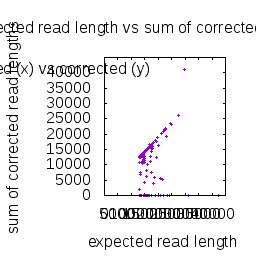 cted read length vs sum of correcte
ed (x) vs corrected (y)
sum of corrected read lengths
40000
35000
30000
25000
20000
15000
10000
5000
0
expected read length